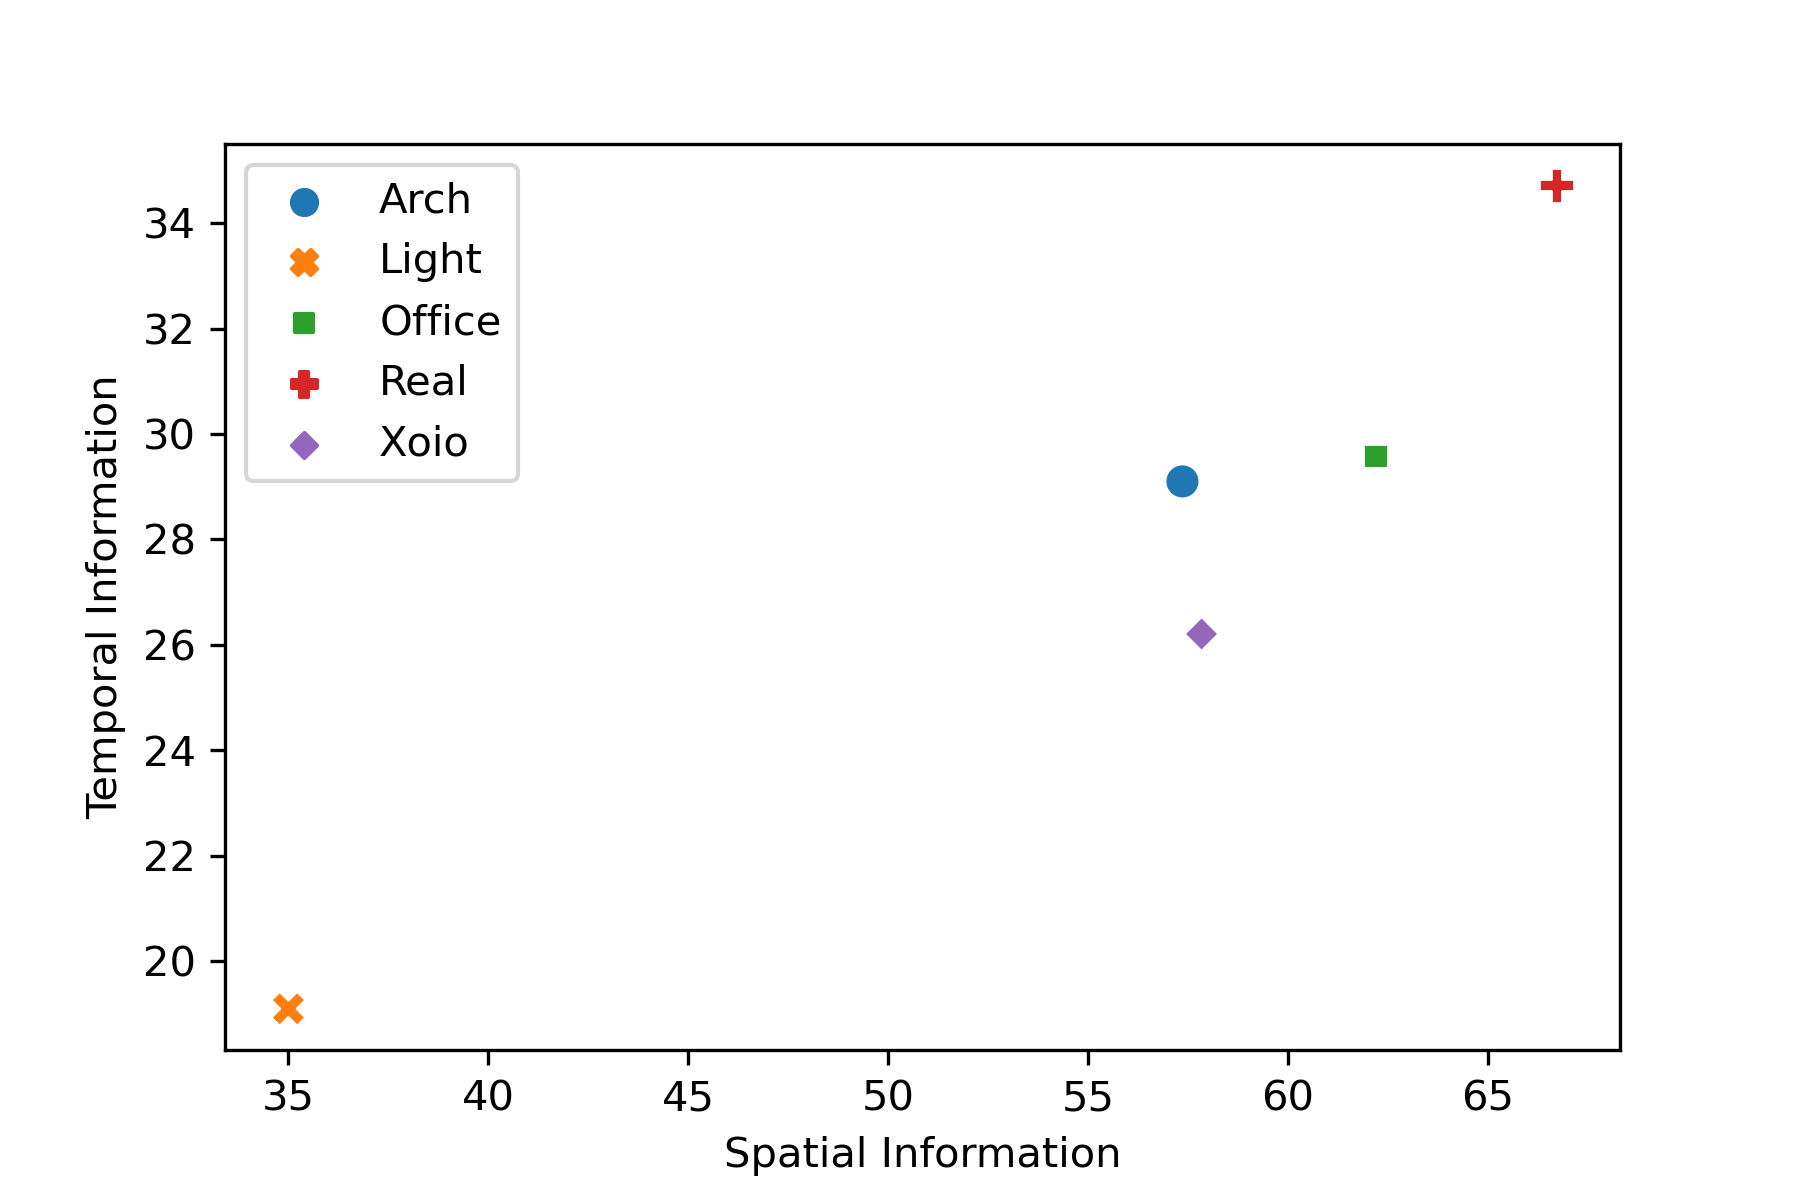 Arch
Light
Office
Real
Xoio
34
32
30
28
26
24
22
20
Temporal Information
35 40 45 50 55 60 65
Spatial Information